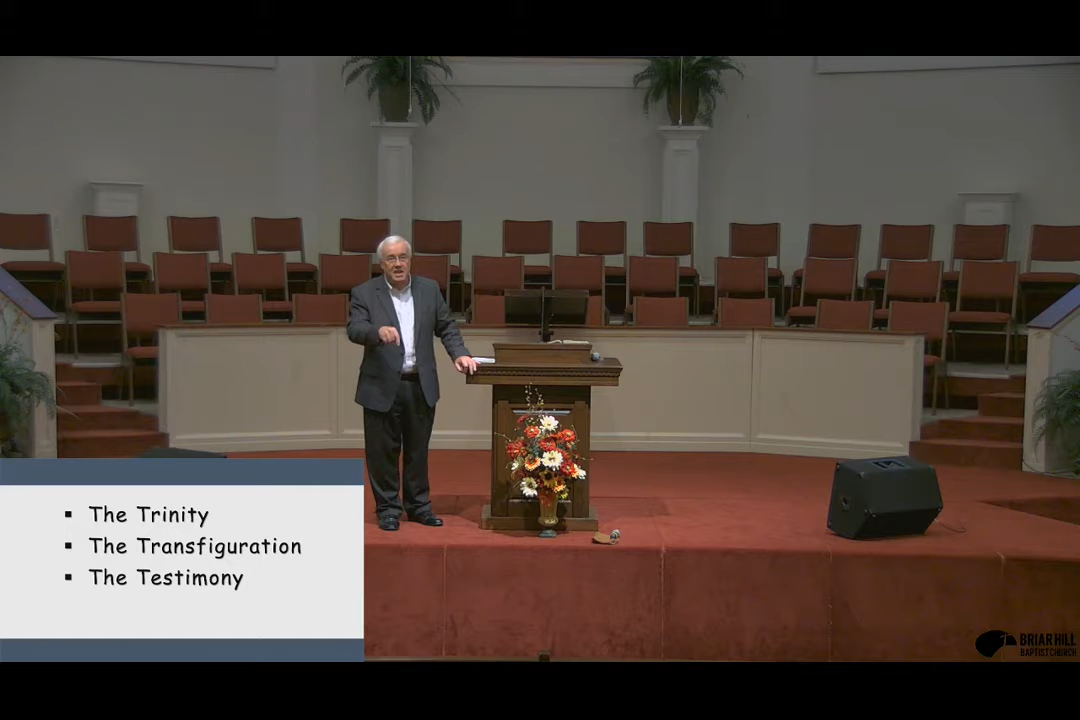 ▪ The Trinity
▪ The Transfiguration
▪ The Testimony
BRIAR HILL
BAPTIST CHURCH